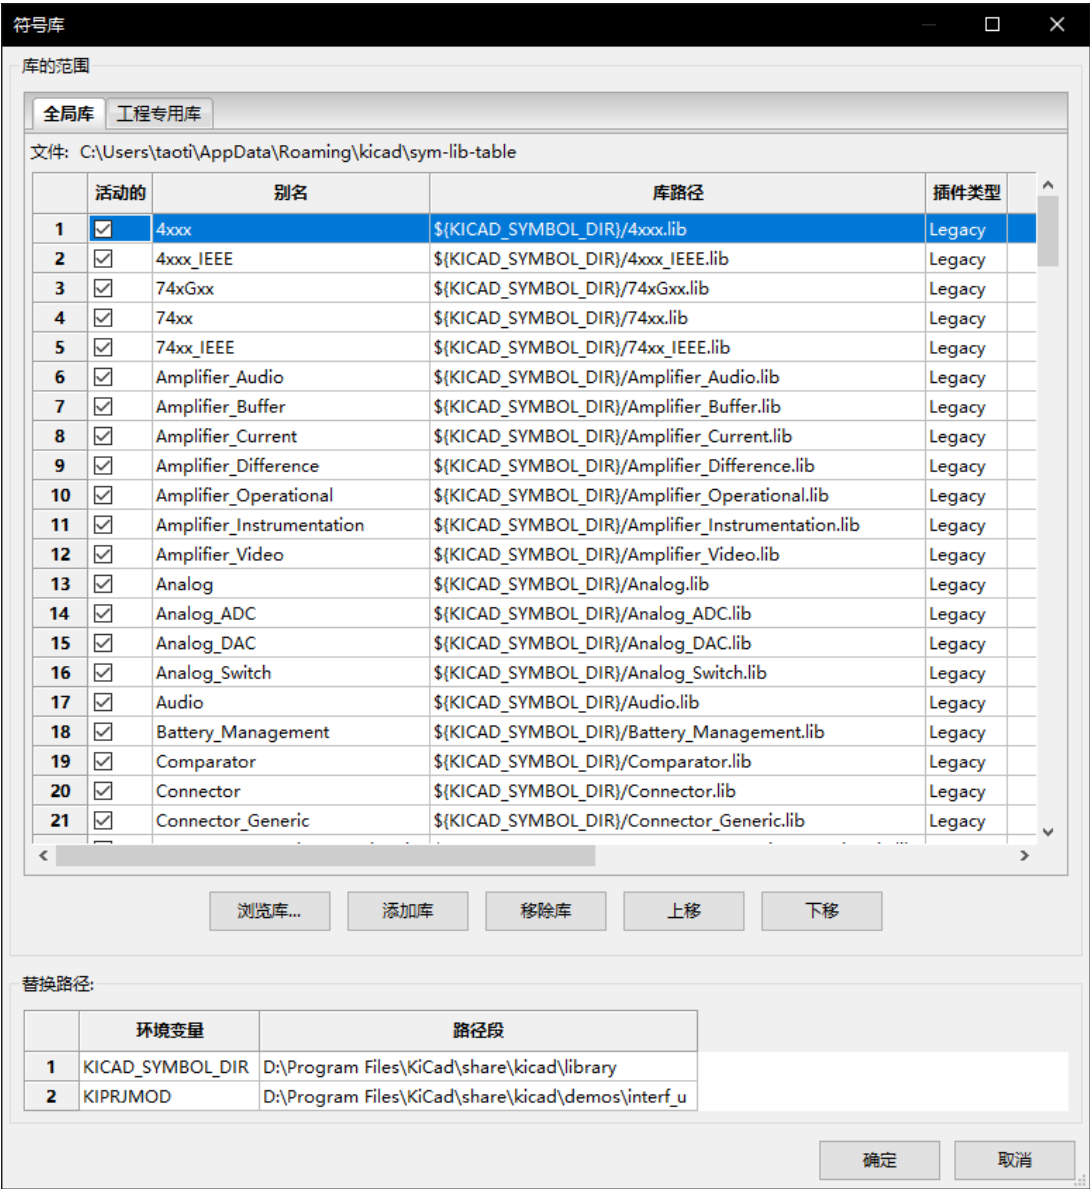 符号库
库的范围
全局库 工程专用库
文件: C:\Users\taoti\AppData\Roaming\kicad\sym-lib-table
活动的 别名 库路径 插件类型
1 4xxx ${KICAD_SYMBOL_DIR}/4xxx.lib Legacy
2 4xxx_IEEE ${KICAD_SYMBOL_DIR}/4xxx_IEEE.lib Legacy
3 74xGxx ${KICAD_SYMBOL_DIR}/74xGxx.lib Legacy
4 74xx ${KICAD_SYMBOL_DIR}/74xx.lib Legacy
5 74xx_IEEE ${KICAD_SYMBOL_DIR}/74xx_IEEE.lib Legacy
6 Amplifier_Audio ${KICAD_SYMBOL_DIR}/Amplifier_Audio.lib Legacy
7 Amplifier_Buffer ${KICAD_SYMBOL_DIR}/Amplifier_Buffer.lib Legacy
8 Amplifier_Current ${KICAD_SYMBOL_DIR}/Amplifier_Current.lib Legacy
9 Amplifier_Difference ${KICAD_SYMBOL_DIR}/Amplifier_Difference.lib Legacy
10 Amplifier_Operational ${KICAD_SYMBOL_DIR}/Amplifier_Operational.lib Legacy
11 Amplifier_Instrumentation ${KICAD_SYMBOL_DIR}/Amplifier_Instrumentation.lib Legacy
12 Amplifier_Video ${KICAD_SYMBOL_DIR}/Amplifier_Video.lib Legacy
13 Analog ${KICAD_SYMBOL_DIR}/Analog.lib Legacy
14 Analog_ADC ${KICAD_SYMBOL_DIR}/Analog_ADC.lib Legacy
15 Analog_DAC ${KICAD_SYMBOL_DIR}/Analog_DAC.lib Legacy
16 Analog_Switch ${KICAD_SYMBOL_DIR}/Analog_Switch.lib Legacy
17 Audio ${KICAD_SYMBOL_DIR}/Audio.lib Legacy
18 Battery_Management ${KICAD_SYMBOL_DIR}/Battery_Management.lib Legacy
19 Comparator ${KICAD_SYMBOL_DIR}/Comparator.lib Legacy
20 Connector ${KICAD_SYMBOL_DIR}/Connector.lib Legacy
21 Connector_Generic ${KICAD_SYMBOL_DIR}/Connector_Generic.lib Legacy
浏览库... 添加库 移除库 上移 下移
替换路径:
环境变量 路径段
1 KICAD_SYMBOL_DIR D:\Program Files\KiCad\share\kicad\library
2 KIPRJMOD D:\Program Files\KiCad\share\kicad\demos\interf_u
确定 取消